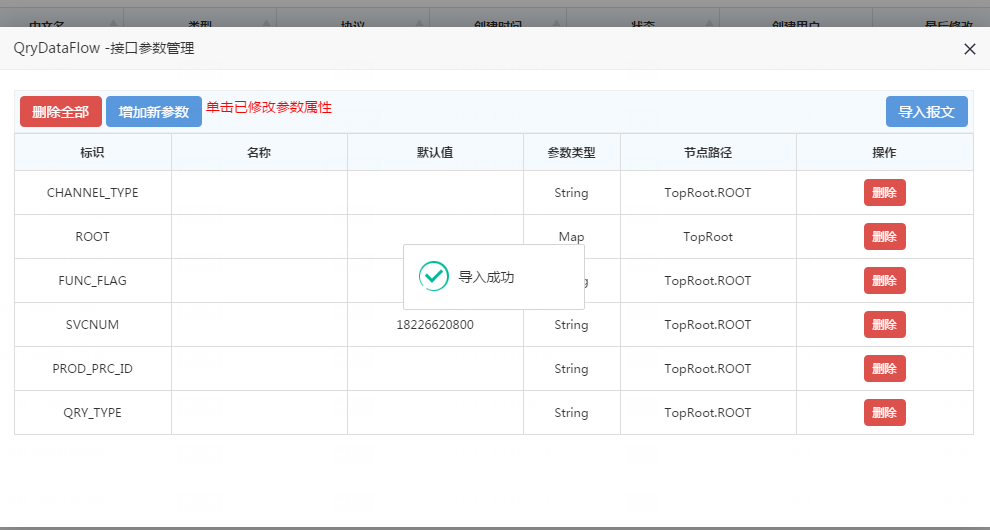 中文名 类型 协议 创建时间 状态 创建用户 最后修改
QryDataFlow -接口参数管理
删除全部 增加新参数 单击已修改参数属性 导入报文
标识 名称 默认值 参数类型 节点路径 操作
CHANNEL_TYPE String TopRoot.ROOT 删除
ROOT Map TopRoot 删除
导入成功
FUNC_FLAG TopRoot.ROOT 删除
SVCNUM 18226620800 String TopRoot.ROOT 删除
PROD_PRC_ID String TopRoot.ROOT 删除
QRY_TYPE String TopRoot.ROOT 删除